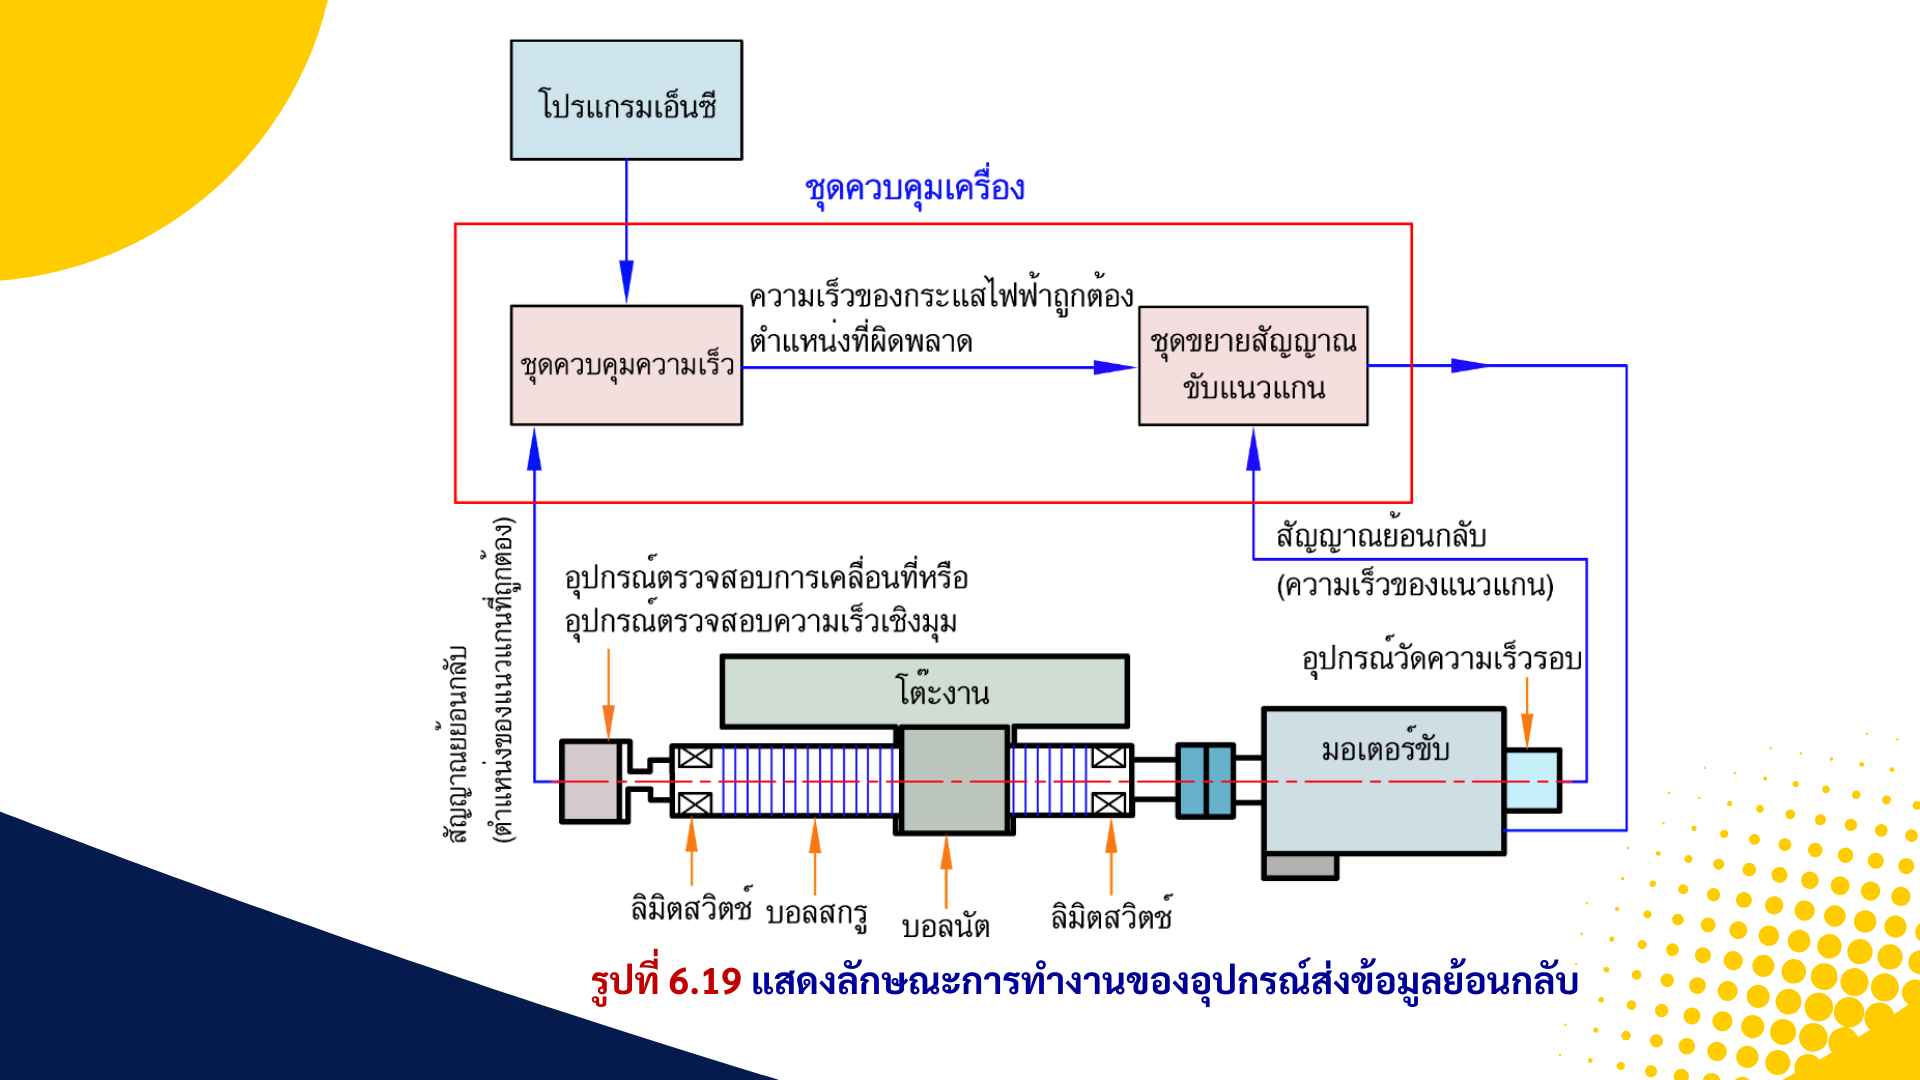 โปรแกรมเอ็นซี
ชุดควบคุมเครื่อง
ความเร็วของกระแสไฟฟ้าถูกต้อง
ตำแหน่งที่ผิดพลาด
ชุดควบคุมความเร็ว
ชุดขยายสัญญาณ
ขับแนวแกน
สัญญาณย้อนกลับ
(ความเร็วของแนวแกน)
สัญญาณย้อนกลับ
(ตำแหน่งของแนวแกนที่ถูกต้อง)
อุปกรณ์ตรวจสอบการเคลื่อนที่หรือ
อุปกรณ์ตรวจสอบความเร็วเชิงมุม
อุปกรณ์วัดความเร็วรอบ
โต๊ะงาน
มอเตอร์ขับ
ลิมิตสวิตช์
บอลสกรู
บอลนัต
ลิมิตสวิตช์
รูปที่ 6.19 แสดงลักษณะการทำงานของอุปกรณ์ส่งข้อมูลย้อนกลับ